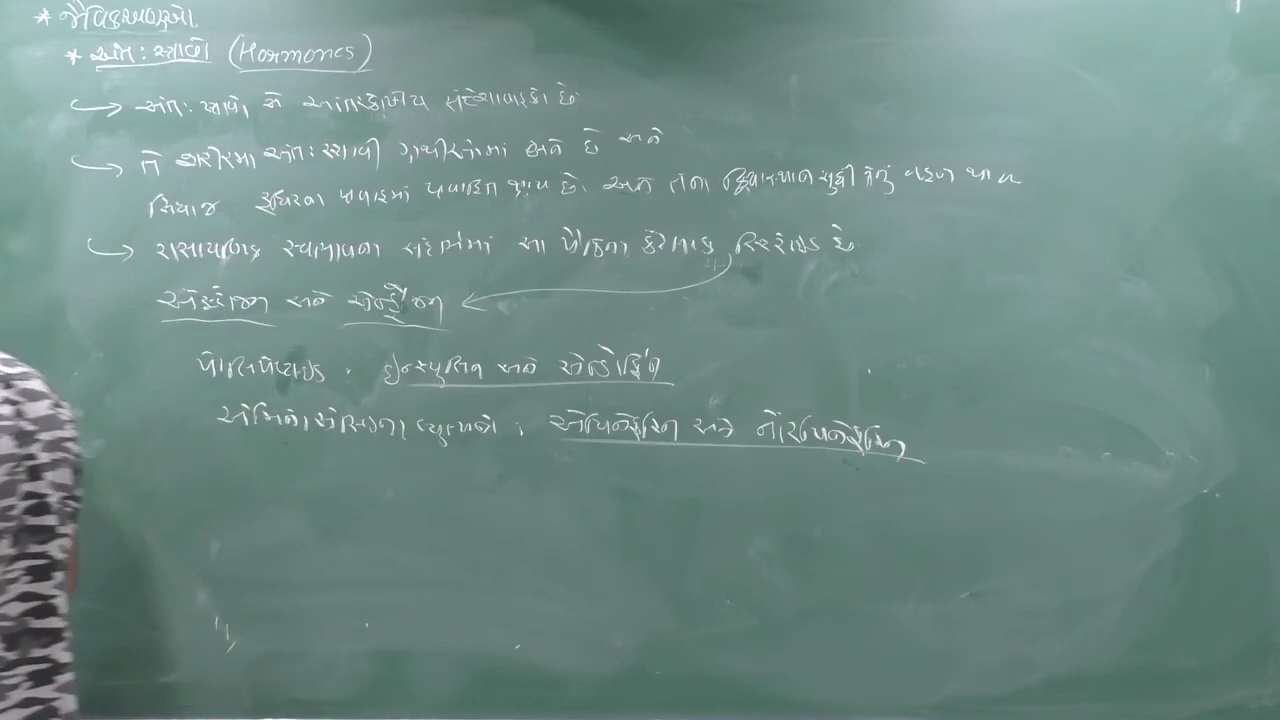 * જૈવિકઅણુઓ
* અંત: સ્ત્રાવો (Hormones)
અંત: સ્ત્રાવો એ આંતરકોષીય સંદેશાવાહકો છે.
તે શરીરમાં અંત: સ્ત્રાવી ગ્રંથીઓમાં બને છે અને
સિધાજ રૂધિરના પ્રવાહમાં પ્રવાહિત થાય છે. અને તેના ક્રિયાસ્થાન સુધી તેનું વહન થાય
રાસાયણિક સ્વભાવના સંદર્ભમાં આ પૈકીના કેટલાક સ્ટિરોઇડ છે.
એસ્ટ્રોજન અને એન્ડ્રોજન
પોલિપેપ્ટાઇડ : ઇન્સ્યુલિન અને એન્ડોર્ફિન
એમિનોએસિડના વ્યુત્પન્નો : એપિનેફ્રિન અને નોરએપિનેફ્રિન